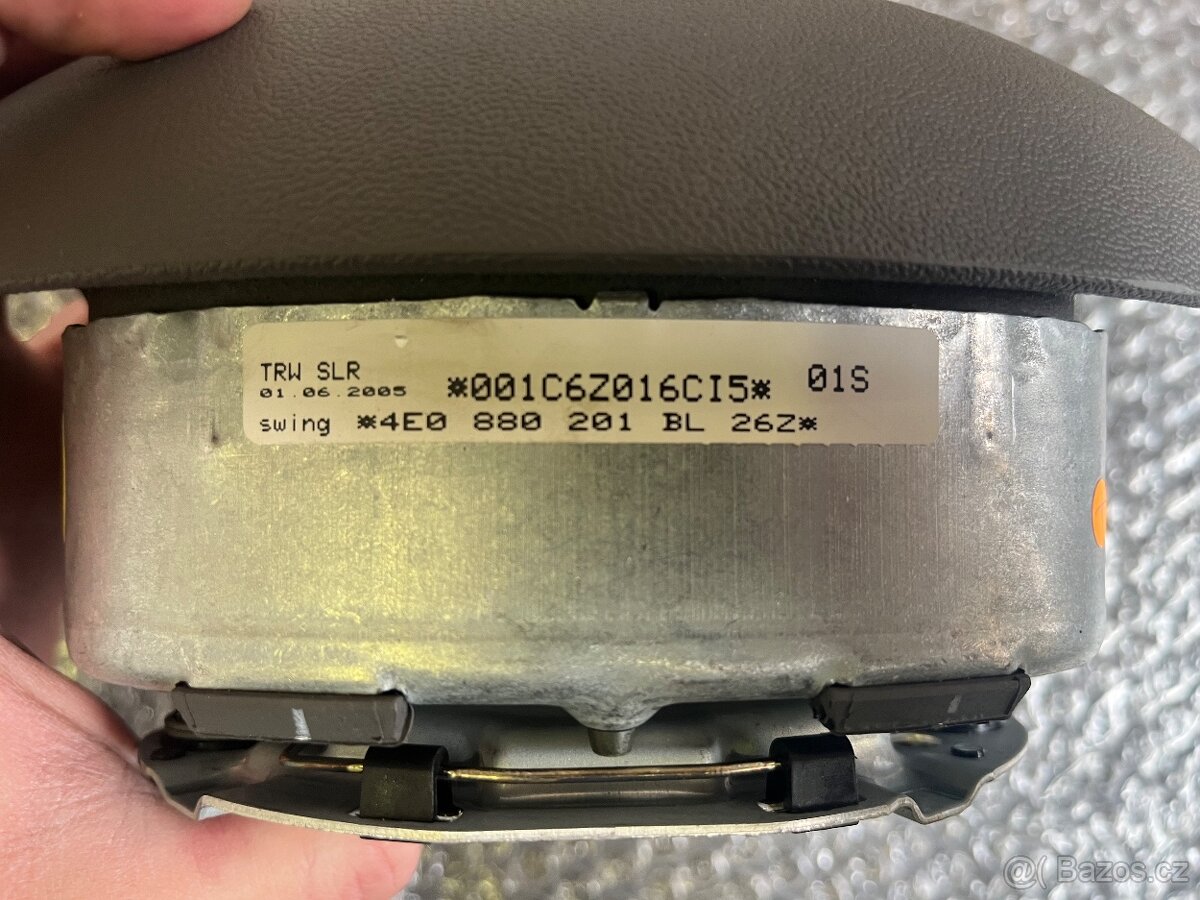 TRW SLR
01.06.2005
*001C6Z016CI5* 01S
swing *4E0 880 201 BL 26Z*
@( Bazos.cz